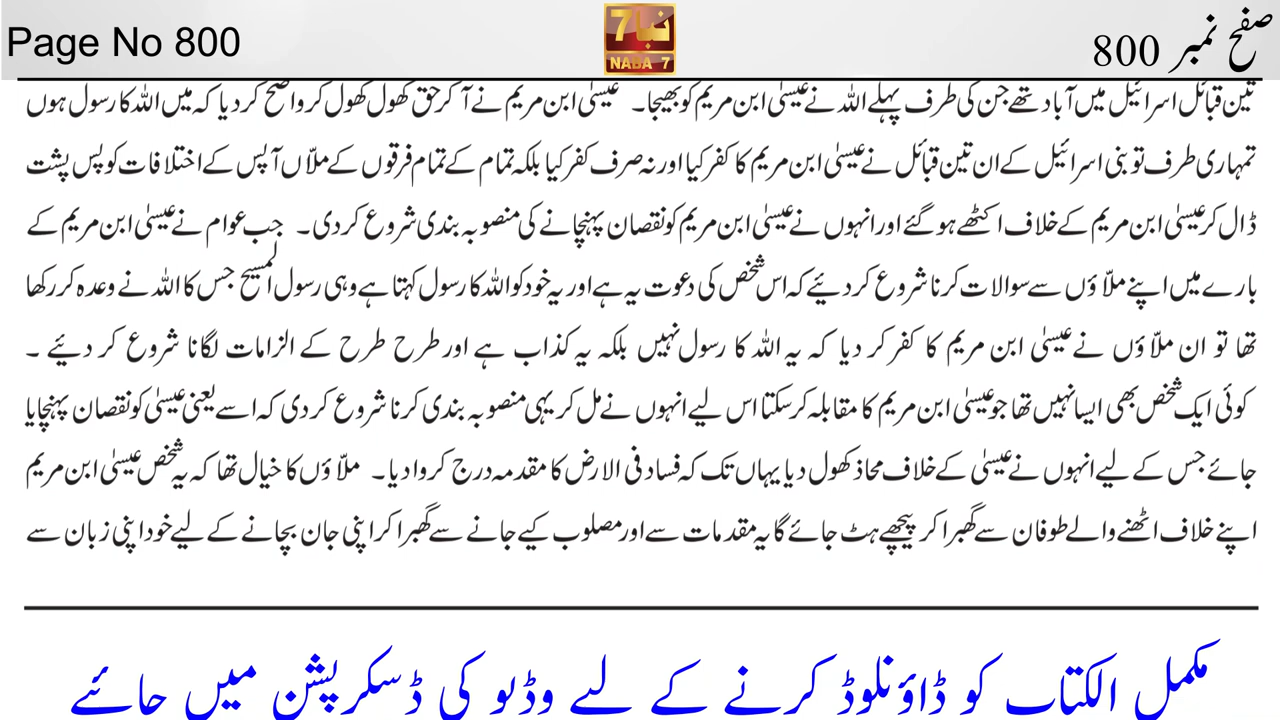 Page No 800
نبا 7
NABA 7
صفح نمبر 800
تین قبائل اسرائیل میں آباد تھے جن کی طرف پہلے اللہ نے عیسیٰ ابن مریم کو بھیجا۔ عیسیٰ ابن مریم نے آ کر حق کھول کھول کر واضح کر دیا کہ میں اللہ کا رسول ہوں
تمہاری طرف تو بنی اسرائیل کے ان تین قبائل نے عیسیٰ ابن مریم کا کفر کیا اور نہ صرف کفر کیا بلکہ تمام کے تمام فرقوں کے ملّاں آپس کے اختلافات کو پس پشت
ڈال کر عیسیٰ ابن مریم کے خلاف اکٹھے ہو گئے اور انہوں نے عیسیٰ ابن مریم کو نقصان پہنچانے کی منصوبہ بندی شروع کر دی۔ جب عوام نے عیسیٰ ابن مریم کے
بارے میں اپنے ملّاؤں سے سوالات کرنا شروع کر دیئے کہ اس شخص کی دعوت یہ ہے اور یہ خود کو اللہ کا رسول کہتا ہے وہی رسول المسیح جس کا اللہ نے وعدہ کر رکھا
تھا تو ان ملّاؤں نے عیسیٰ ابن مریم کا کفر کر دیا کہ یہ اللہ کا رسول نہیں بلکہ یہ کذاب ہے اور طرح طرح کے الزامات لگانا شروع کر دیئے ۔
کوئی ایک شخص بھی ایسا نہیں تھا جو عیسیٰ ابن مریم کا مقابلہ کر سکتا اس لیے انہوں نے مل کر یہی منصوبہ بندی کرنا شروع کر دی کہ اسے یعنی عیسیٰ کو نقصان پہنچایا
جائے جس کے لیے انہوں نے عیسیٰ کے خلاف محاذ کھول دیا یہاں تک کہ فساد فی الارض کا مقدمہ درج کروا دیا۔ ملّاؤں کا خیال تھا کہ یہ شخص عیسیٰ ابن مریم
اپنے خلاف اٹھنے والے طوفان سے گھبرا کر پیچھے ہٹ جائے گا یہ مقدمات سے اور مصلوب کیے جانے سے گھبرا کر اپنی جان بچانے کے لیے خود اپنی زبان سے
مکمل الکتاب کو ڈاؤنلوڈ کرنے کے لیے وڈیو کی ڈسکرپشن میں جائے